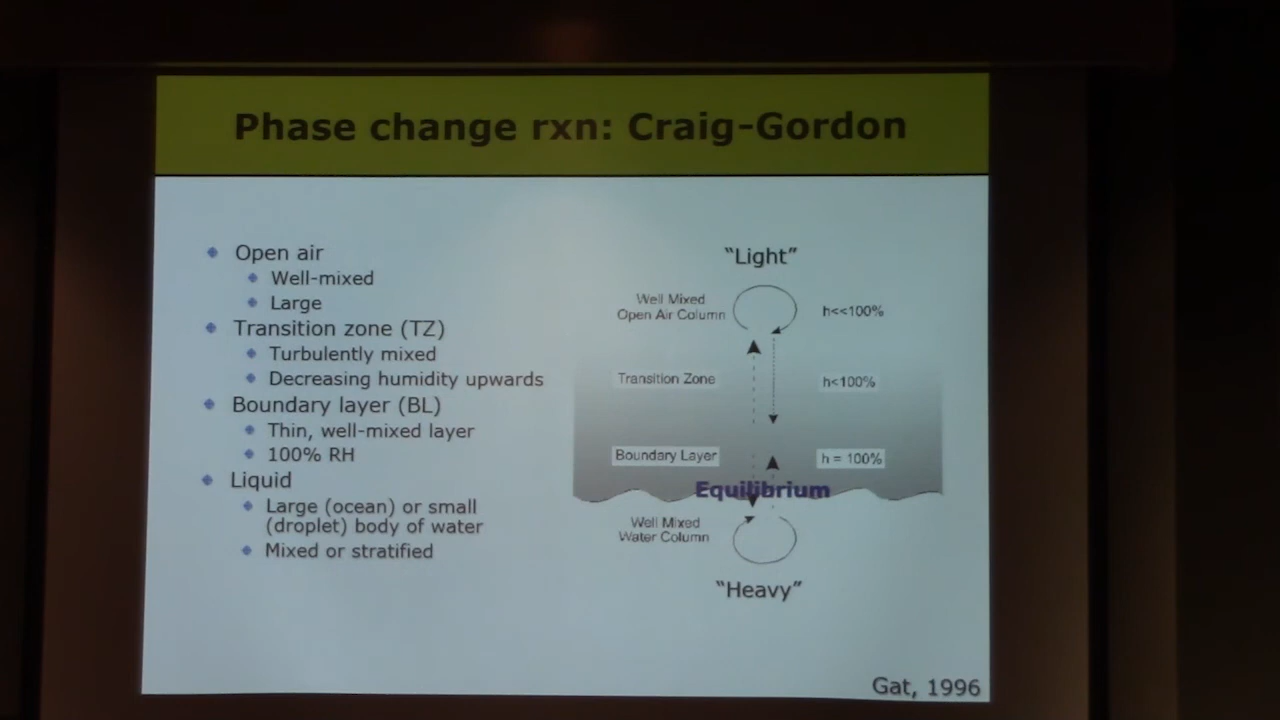 Phase change rxn: Craig-Gordon
Open air
Well-mixed
Large
Transition zone (TZ)
Turbulently mixed
Decreasing humidity upwards
Boundary layer (BL)
Thin, well-mixed layer
100% RH
Liquid
Large (ocean) or small
(droplet) body of water
Mixed or stratified
“Light”
Well Mixed
Open Air Column
h<<100%
Transition Zone
h<100%
Boundary Layer
h = 100%
Equilibrium
Well Mixed
Water Column
“Heavy”
Gat, 1996